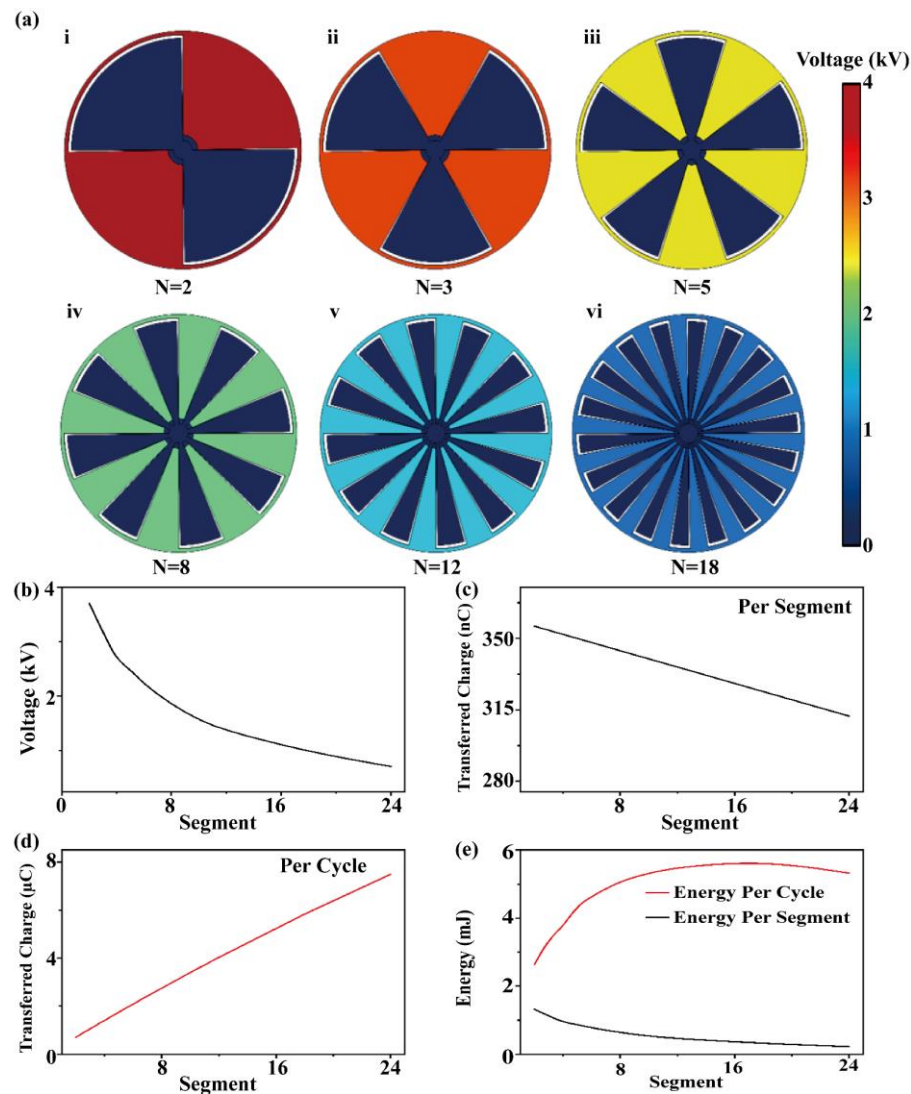 (a)
i
ii
iii
Voltage (kV)
4
3
2
1
0
N=2
N=3
N=5
iv
v
vi
N=8
N=12
N=18
(b)
Voltage (kV)
4
2
0
8
16
24
Segment
(c)
Per Segment
Transferred Charge (nC)
350
315
280
8
16
24
Segment
(d)
Per Cycle
Transferred Charge (μC)
8
4
0
8
16
24
Segment
(e)
Energy Per Cycle
Energy Per Segment
Energy (mJ)
6
4
2
0
8
16
24
Segment